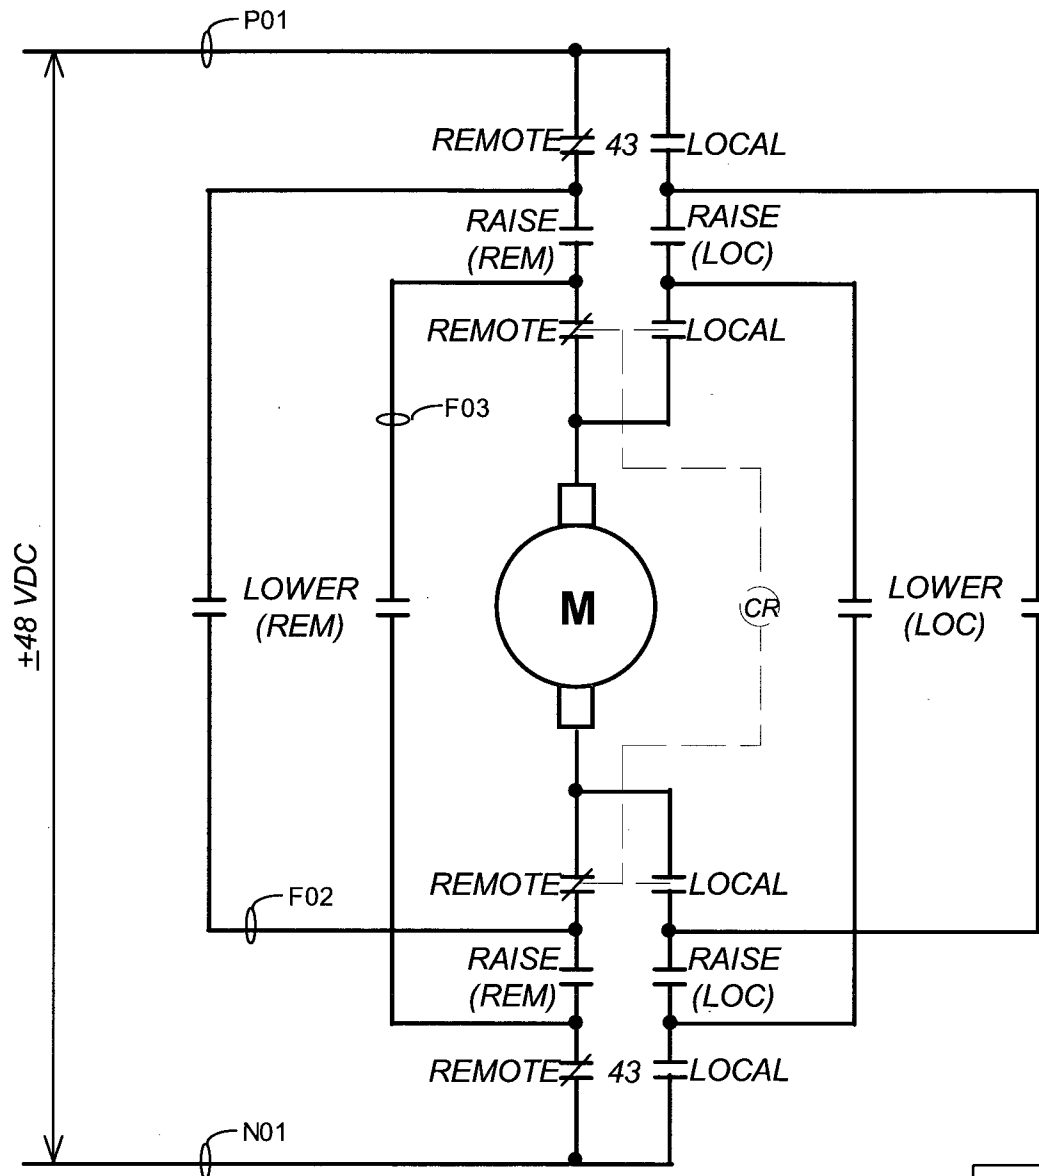 P01
REMOTE 43 LOCAL
RAISE
(REM)
RAISE
(LOC)
REMOTE
LOCAL
F03
±48 VDC
LOWER
(REM)
M
CR
LOWER
(LOC)
REMOTE
LOCAL
F02
RAISE
(REM)
RAISE
(LOC)
REMOTE 43 LOCAL
N01